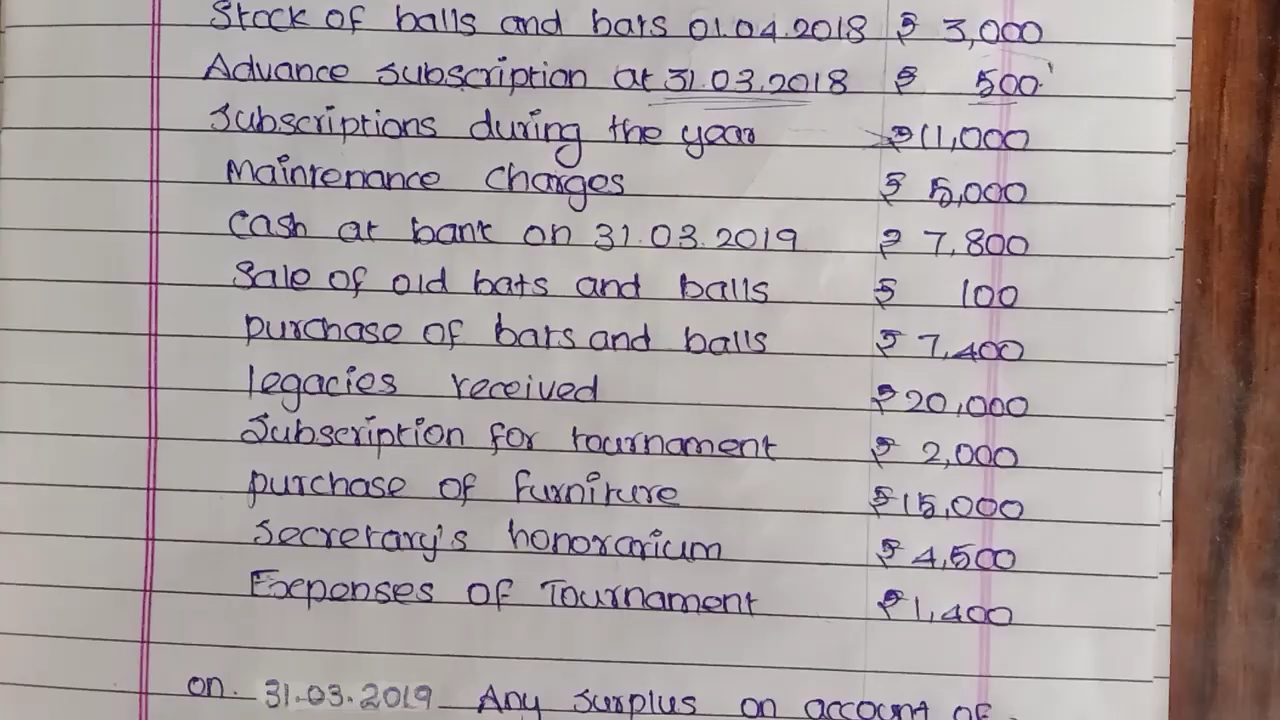 Stock of balls and bats 01.04.2018 ₹ 3,000
Advance subscription at 31.03.2018 ₹ 500
Subscriptions during the year ₹11,000
Maintenance charges ₹ 5,000
Cash at bank on 31.03.2019 ₹ 7,800
Sale of old bats and balls ₹ 100
purchase of bats and balls ₹ 7,400
legacies received ₹20,000
Subscription for tournament ₹ 2,000
purchase of furniture ₹15,000
Secretary's honorarium ₹ 4,500
Expenses of Tournament ₹1,400
on. 31.03.2019 Any surplus on account of